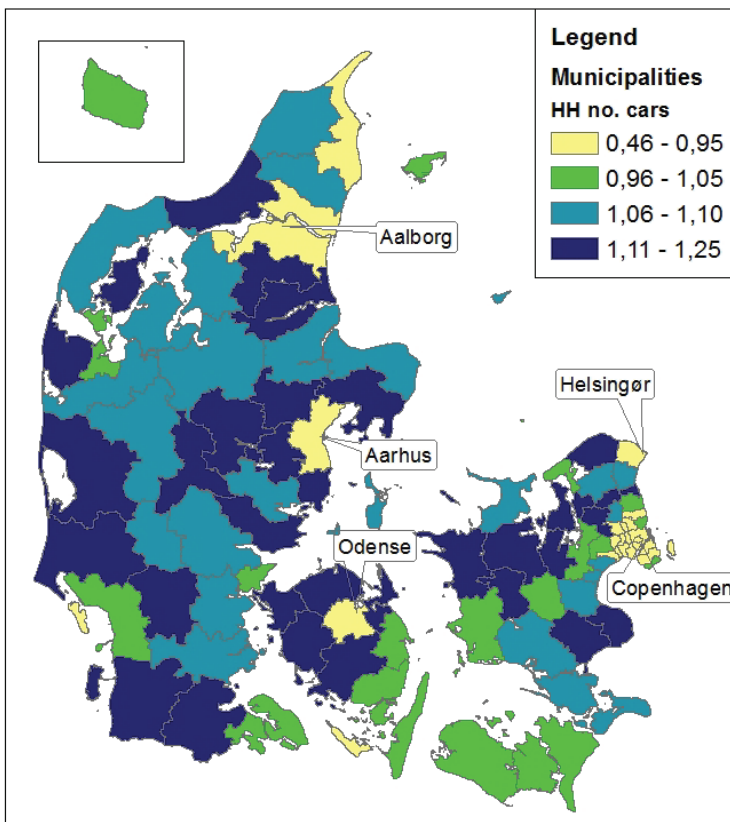 Legend
Municipalities
HH no. cars
0,46 - 0,95
0,96 - 1,05
1,06 - 1,10
1,11 - 1,25
Aalborg
Helsingør
Aarhus
Odense
Copenhagen